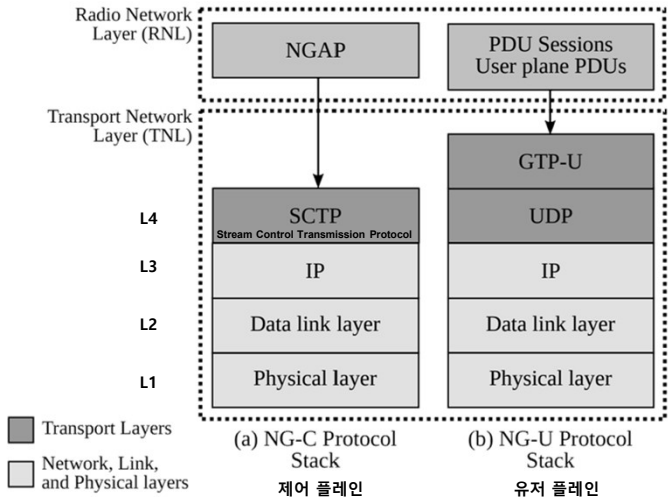 Radio Network
Layer (RNL)
NGAP
PDU Sessions
User plane PDUs
Transport Network
Layer (TNL)
GTP-U
L4
SCTP
Stream Control Transmission Protocol
UDP
L3
IP
IP
L2
Data link layer
Data link layer
L1
Physical layer
Physical layer
Transport Layers
Network, Link,
and Physical layers
(a) NG-C Protocol
Stack
제어 플레인
(b) NG-U Protocol
Stack
유저 플레인